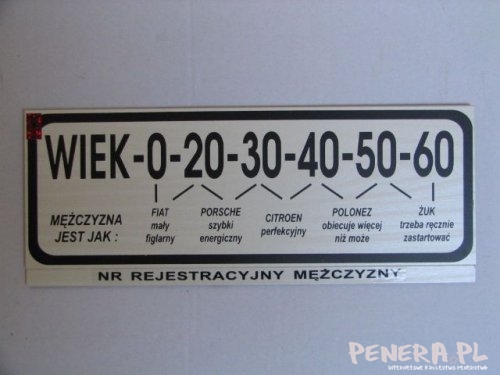 WIEK-0-20-30-40-50-60
MĘŻCZYZNA
JEST JAK :
FIAT
mały
figlarny
PORSCHE
szybki
energiczny
CITROEN
perfekcyjny
POLONEZ
obiecuje więcej
niż może
ŻUK
trzeba ręcznie
zastartować
NR REJESTRACYJNY MĘŻCZYZNY
PENERA.PL